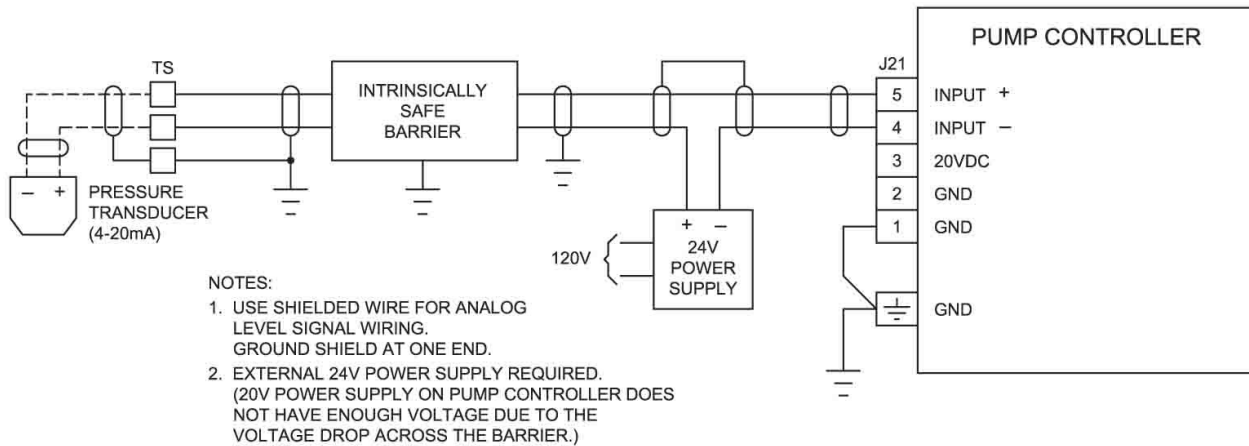 PUMP CONTROLLER
J21
5 INPUT +
4 INPUT –
3 20VDC
2 GND
1 GND
GND
TS
INTRINSICALLY
SAFE
BARRIER
– +
PRESSURE
TRANSDUCER
(4-20mA)
120V
+ –
24V
POWER
SUPPLY
NOTES:
1. USE SHIELDED WIRE FOR ANALOG
LEVEL SIGNAL WIRING.
GROUND SHIELD AT ONE END.
2. EXTERNAL 24V POWER SUPPLY REQUIRED.
(20V POWER SUPPLY ON PUMP CONTROLLER DOES
NOT HAVE ENOUGH VOLTAGE DUE TO THE
VOLTAGE DROP ACROSS THE BARRIER.)